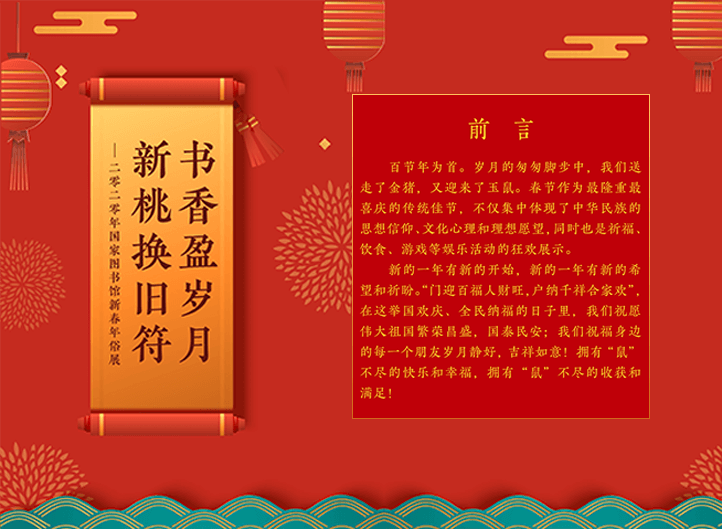 书香盈岁月
新桃换旧符
—二零二零年国家图书馆新春年俗展
前 言
百节年为首。岁月的匆匆脚步中，我们送
走了金猪，又迎来了玉鼠。春节作为最隆重最
喜庆的传统佳节，不仅集中体现了中华民族的
思想信仰、文化心理和理想愿望，同时也是祈福、
饮食、游戏等娱乐活动的狂欢展示。
新的一年有新的开始，新的一年有新的希
望和祈盼。“门迎百福人财旺，户纳千祥合家欢”，
在这举国欢庆、全民纳福的日子里，我们祝愿
伟大祖国繁荣昌盛，国泰民安；我们祝福身边
的每一个朋友岁月静好，吉祥如意！拥有“鼠”
不尽的快乐和幸福，拥有“鼠”不尽的收获和
满足！